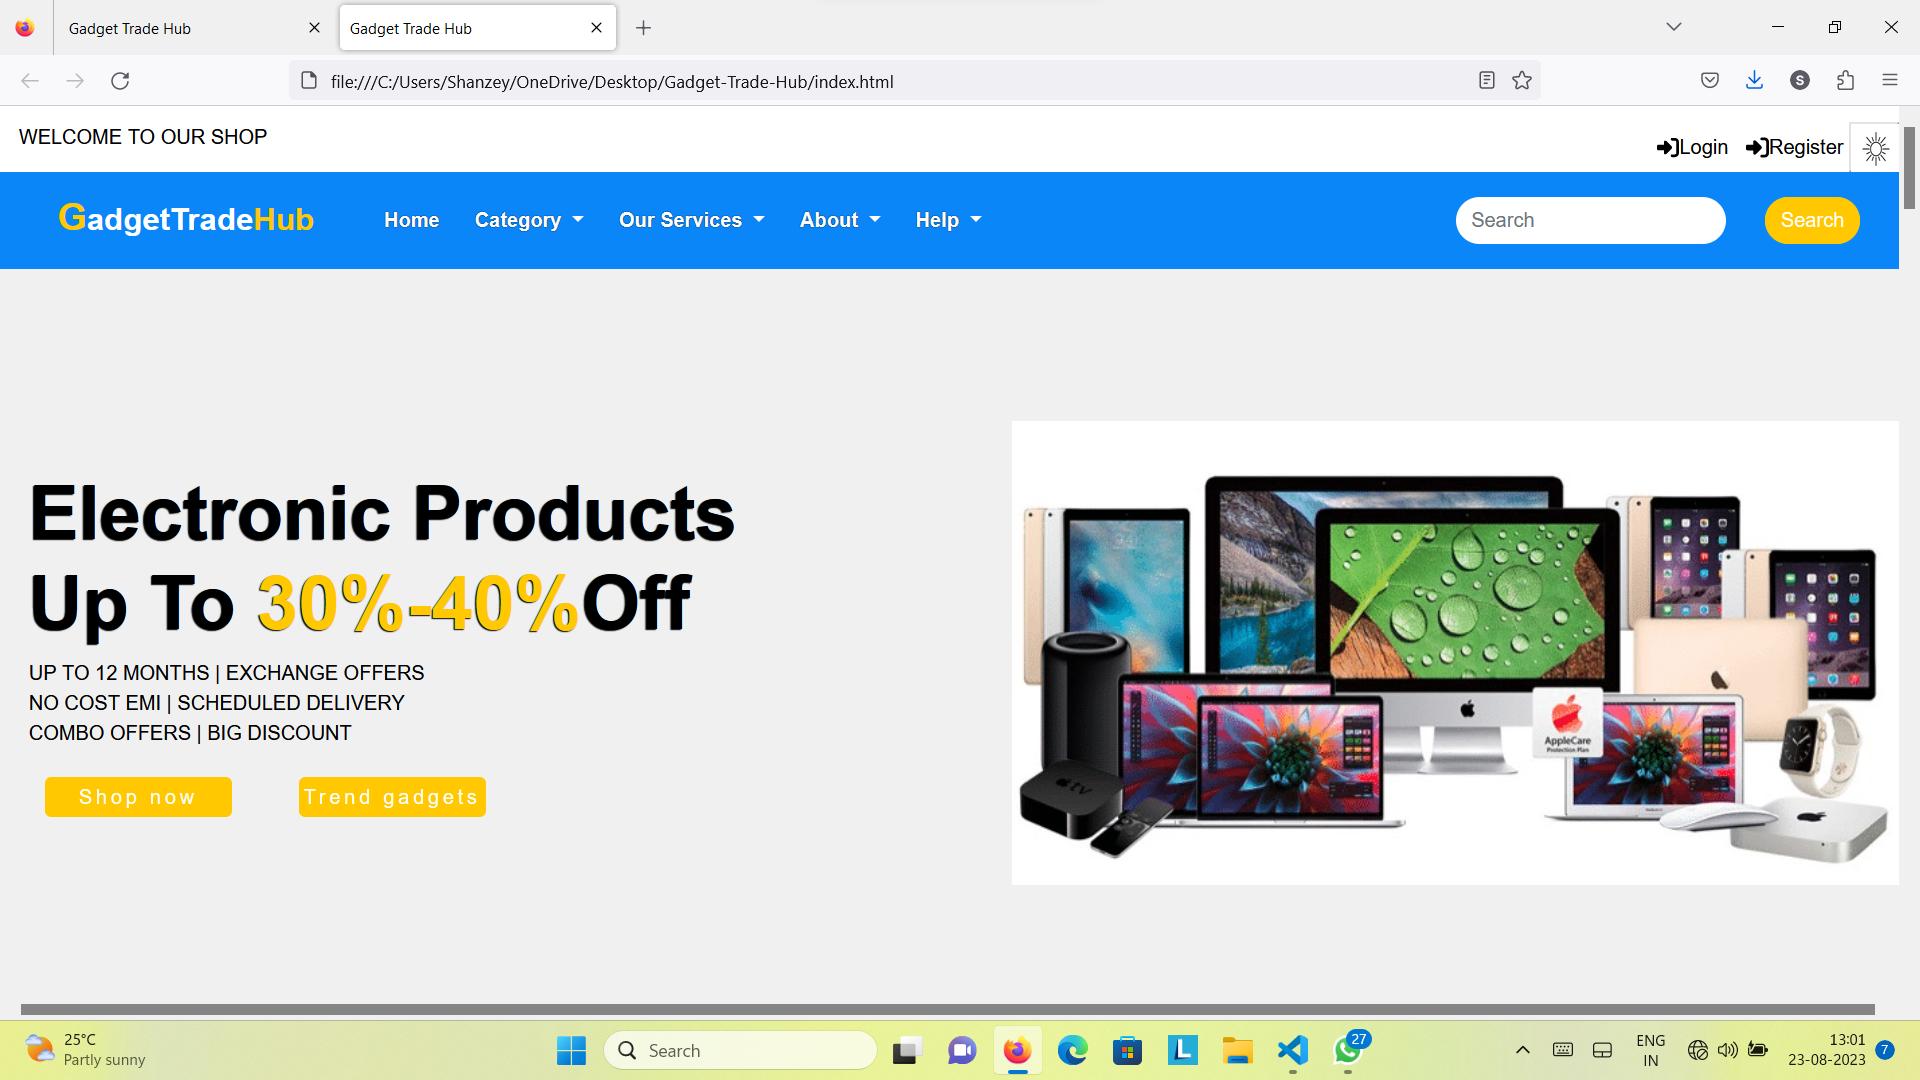 Gadget Trade Hub
Gadget Trade Hub
file:///C:/Users/Shanzey/OneDrive/Desktop/Gadget-Trade-Hub/index.html
S
WELCOME TO OUR SHOP
Login
Register
GadgetTradeHub
Home
Category
Our Services
About
Help
Search
Search
Electronic Products
Up To 30%-40%Off
UP TO 12 MONTHS | EXCHANGE OFFERS
NO COST EMI | SCHEDULED DELIVERY
COMBO OFFERS | BIG DISCOUNT
Shop now
Trend gadgets
tv
AppleCare
Protection Plan
25°C
Partly sunny
Search
L
27
ENG
IN
13:01
23-08-2023
7